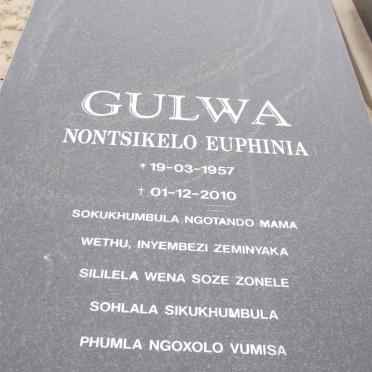 GULWA
NONTSIKELO EUPHINIA
* 19-03-1957
† 01-12-2010
SOKUKHUMBULA NGOTANDO MAMA
WETHU, INYEMBEZI ZEMINYAKA
SILILELA WENA SOZE ZONELE
SOHLALA SIKUKHUMBULA
PHUMLA NGOXOLO VUMISA